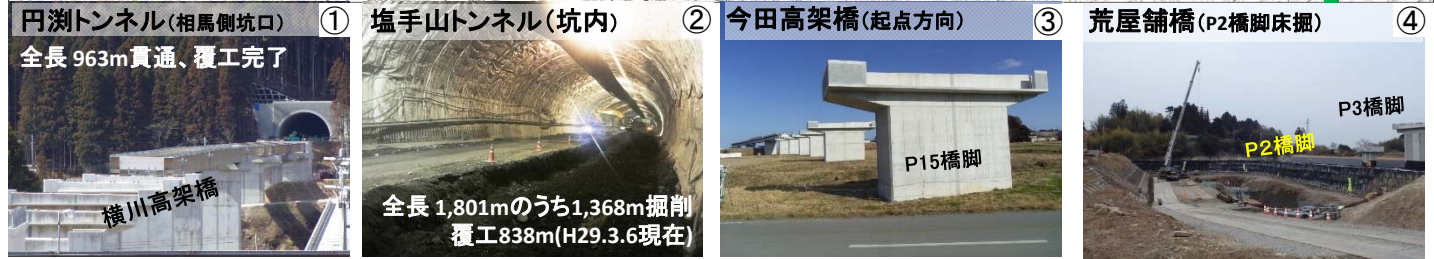 円渕トンネル(相馬側坑口) ①
全長 963m貫通、覆工完了
横川高架橋
塩手山トンネル(坑内) ②
全長 1,801mのうち1,368m掘削
覆工838m(H29.3.6現在)
今田高架橋(起点方向) ③
P15橋脚
荒屋舗橋(P2橋脚床掘) ④
P3橋脚
P2橋脚